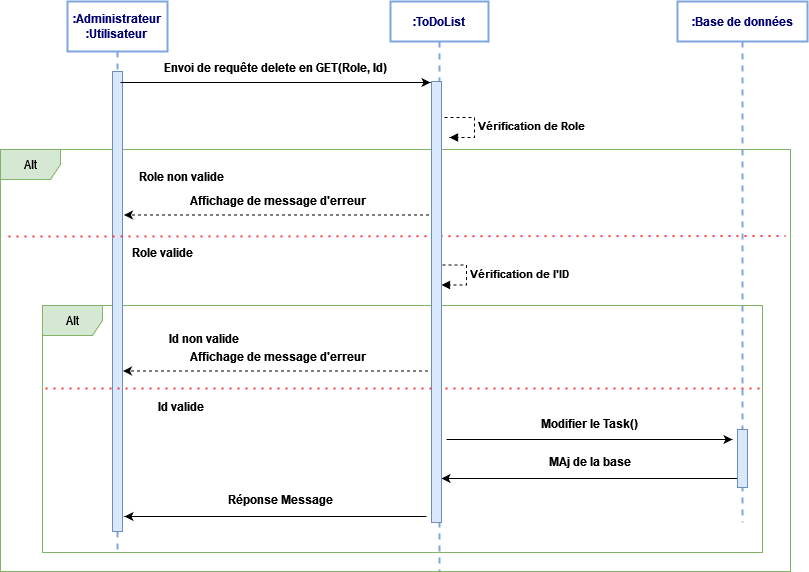 :Administrateur
:Utilisateur
:ToDoList
:Base de données
Envoi de requête delete en GET(Role, Id)
Vérification de Role
Alt
Role non valide
Affichage de message d'erreur
Role valide
Vérification de l'ID
Alt
Id non valide
Affichage de message d'erreur
Id valide
Modifier le Task()
MAj de la base
Réponse Message